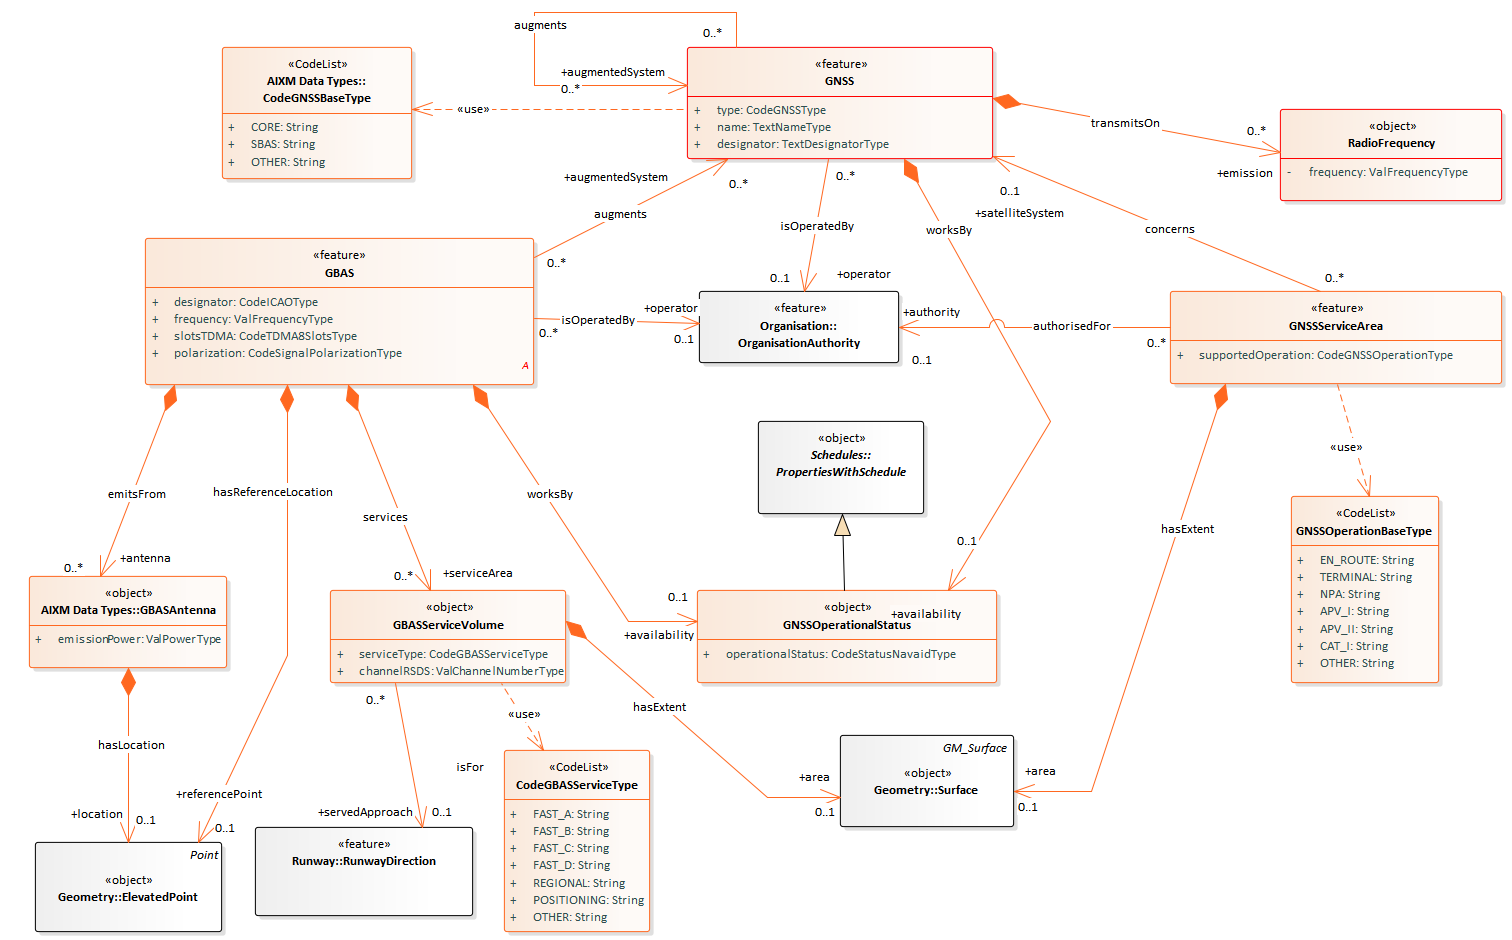 augments
0..*
+augmentedSystem
0..*
«feature»
GNSS
+ type: CodeGNSSType
+ name: TextNameType
+ designator: TextDesignatorType
«CodeList»
AIXM Data Types::
CodeGNSSBaseType
+ CORE: String
+ SBAS: String
+ OTHER: String
«use»
transmitsOn
0..*
+emission
«object»
RadioFrequency
- frequency: ValFrequencyType
+augmentedSystem
0..*
augments
0..*
0..*
isOperatedBy
0..1
+operator
worksBy
0..1
+satelliteSystem
concerns
0..*
«feature»
GBAS
+ designator: CodeICAOType
+ frequency: ValFrequencyType
+ slotsTDMA: CodeTDMA8SlotsType
+ polarization: CodeSignalPolarizationType
A
isOperatedBy
0..*
+operator
0..1
«feature»
Organisation::
OrganisationAuthority
+authority
0..1
authorisedFor
0..*
«feature»
GNSSServiceArea
+ supportedOperation: CodeGNSSOperationType
«object»
Schedules::
PropertiesWithSchedule
«use»
«CodeList»
GNSSOperationBaseType
+ EN_ROUTE: String
+ TERMINAL: String
+ NPA: String
+ APV_I: String
+ APV_II: String
+ CAT_I: String
+ OTHER: String
emitsFrom
0..*
+antenna
hasReferenceLocation
services
0..*
+serviceArea
worksBy
0..1
+availability
0..1
+availability
hasExtent
«object»
AIXM Data Types::GBASAntenna
+ emissionPower: ValPowerType
«object»
GBASServiceVolume
+ serviceType: CodeGBASServiceType
+ channelRSDS: ValChannelNumberType
«object»
GNSSOperationalStatus
+ operationalStatus: CodeStatusNavaidType
0..*
«use»
hasExtent
hasLocation
isFor
+area
0..1
GM_Surface
«object»
Geometry::Surface
+area
0..1
«CodeList»
CodeGBASServiceType
+ FAST_A: String
+ FAST_B: String
+ FAST_C: String
+ FAST_D: String
+ REGIONAL: String
+ POSITIONING: String
+ OTHER: String
+referencePoint
0..1
+location
0..1
+servedApproach
0..1
Point
«object»
Geometry::ElevatedPoint
«feature»
Runway::RunwayDirection